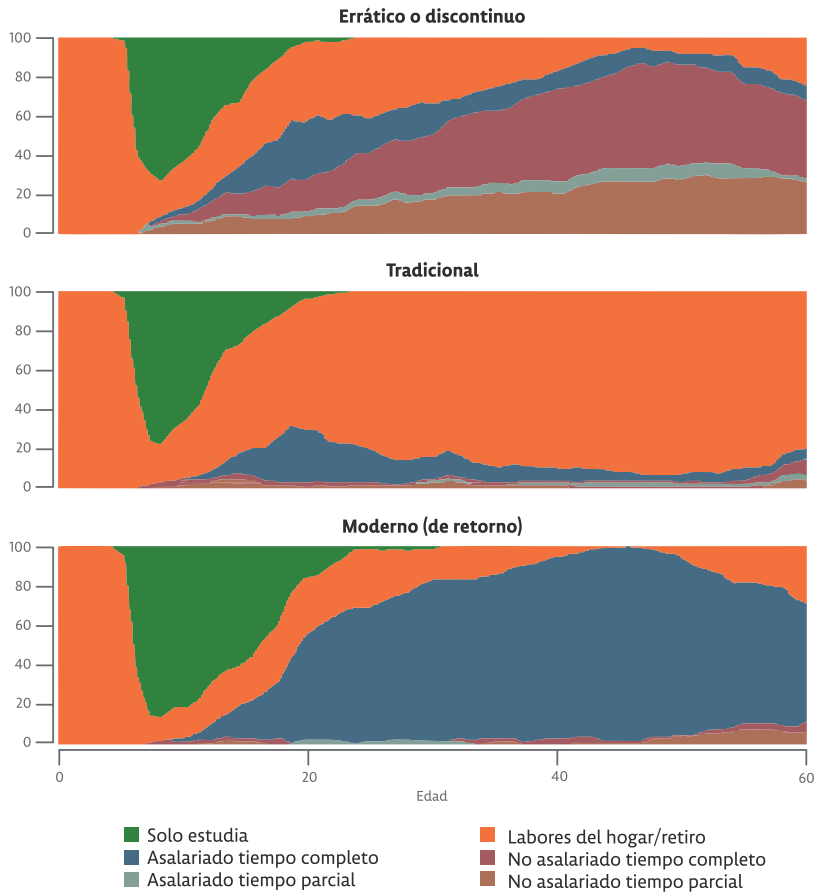 Errático o discontinuo
100
80
60
40
20
0
Tradicional
100
80
60
40
20
0
Moderno (de retorno)
100
80
60
40
20
0
0 20 40 60
Edad
Solo estudia
Labores del hogar/retiro
Asalariado tiempo completo
No asalariado tiempo completo
Asalariado tiempo parcial
No asalariado tiempo parcial